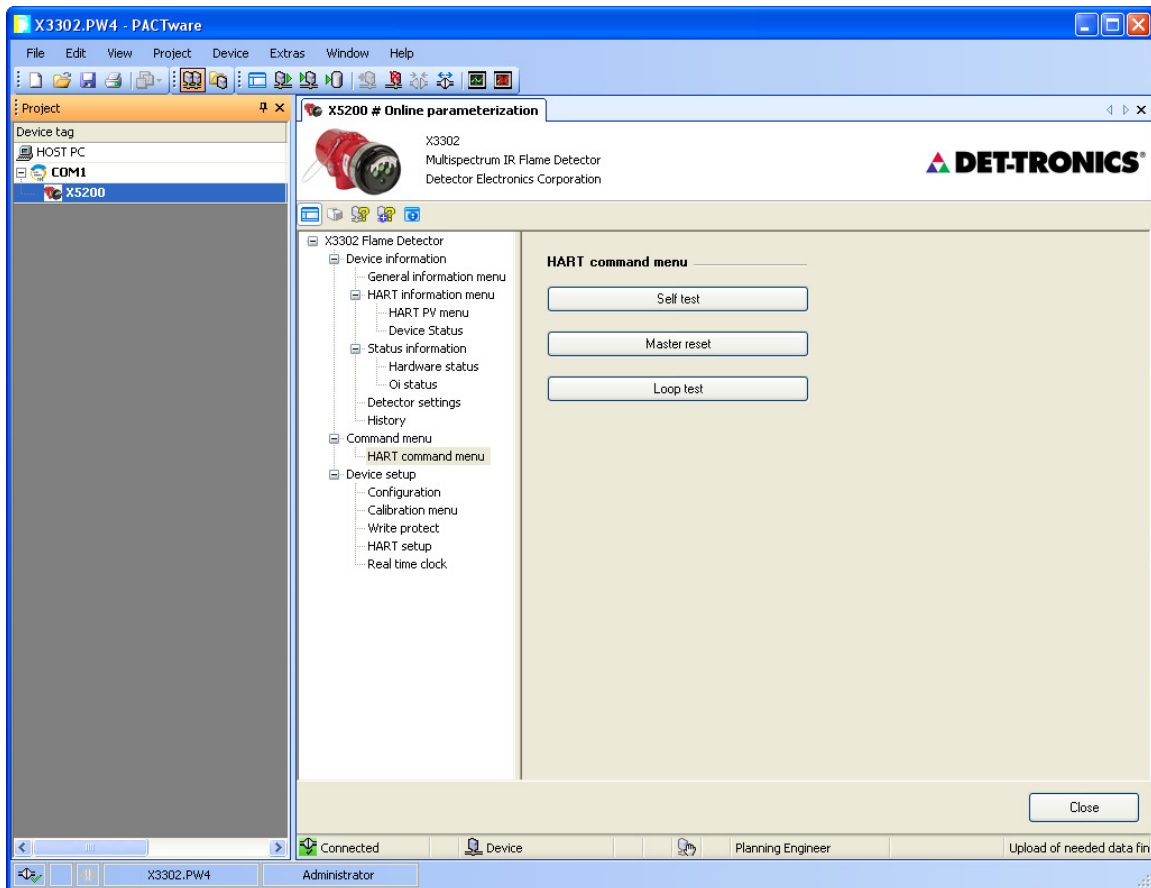 X3302.PW4 - PACTware
File Edit View Project Device Extras Window Help
Project
Device tag
HOST PC
COM1
X5200
X5200 # Online parameterization
X3302
Multispectrum IR Flame Detector
Detector Electronics Corporation
DET-TRONICS®
X3302 Flame Detector
Device information
General information menu
HART information menu
HART PV menu
Device Status
Status information
Hardware status
Oi status
Detector settings
History
Command menu
HART command menu
Device setup
Configuration
Calibration menu
Write protect
HART setup
Real time clock
HART command menu
Self test
Master reset
Loop test
Close
Connected Device Planning Engineer Upload of needed data fin
X3302.PW4 Administrator